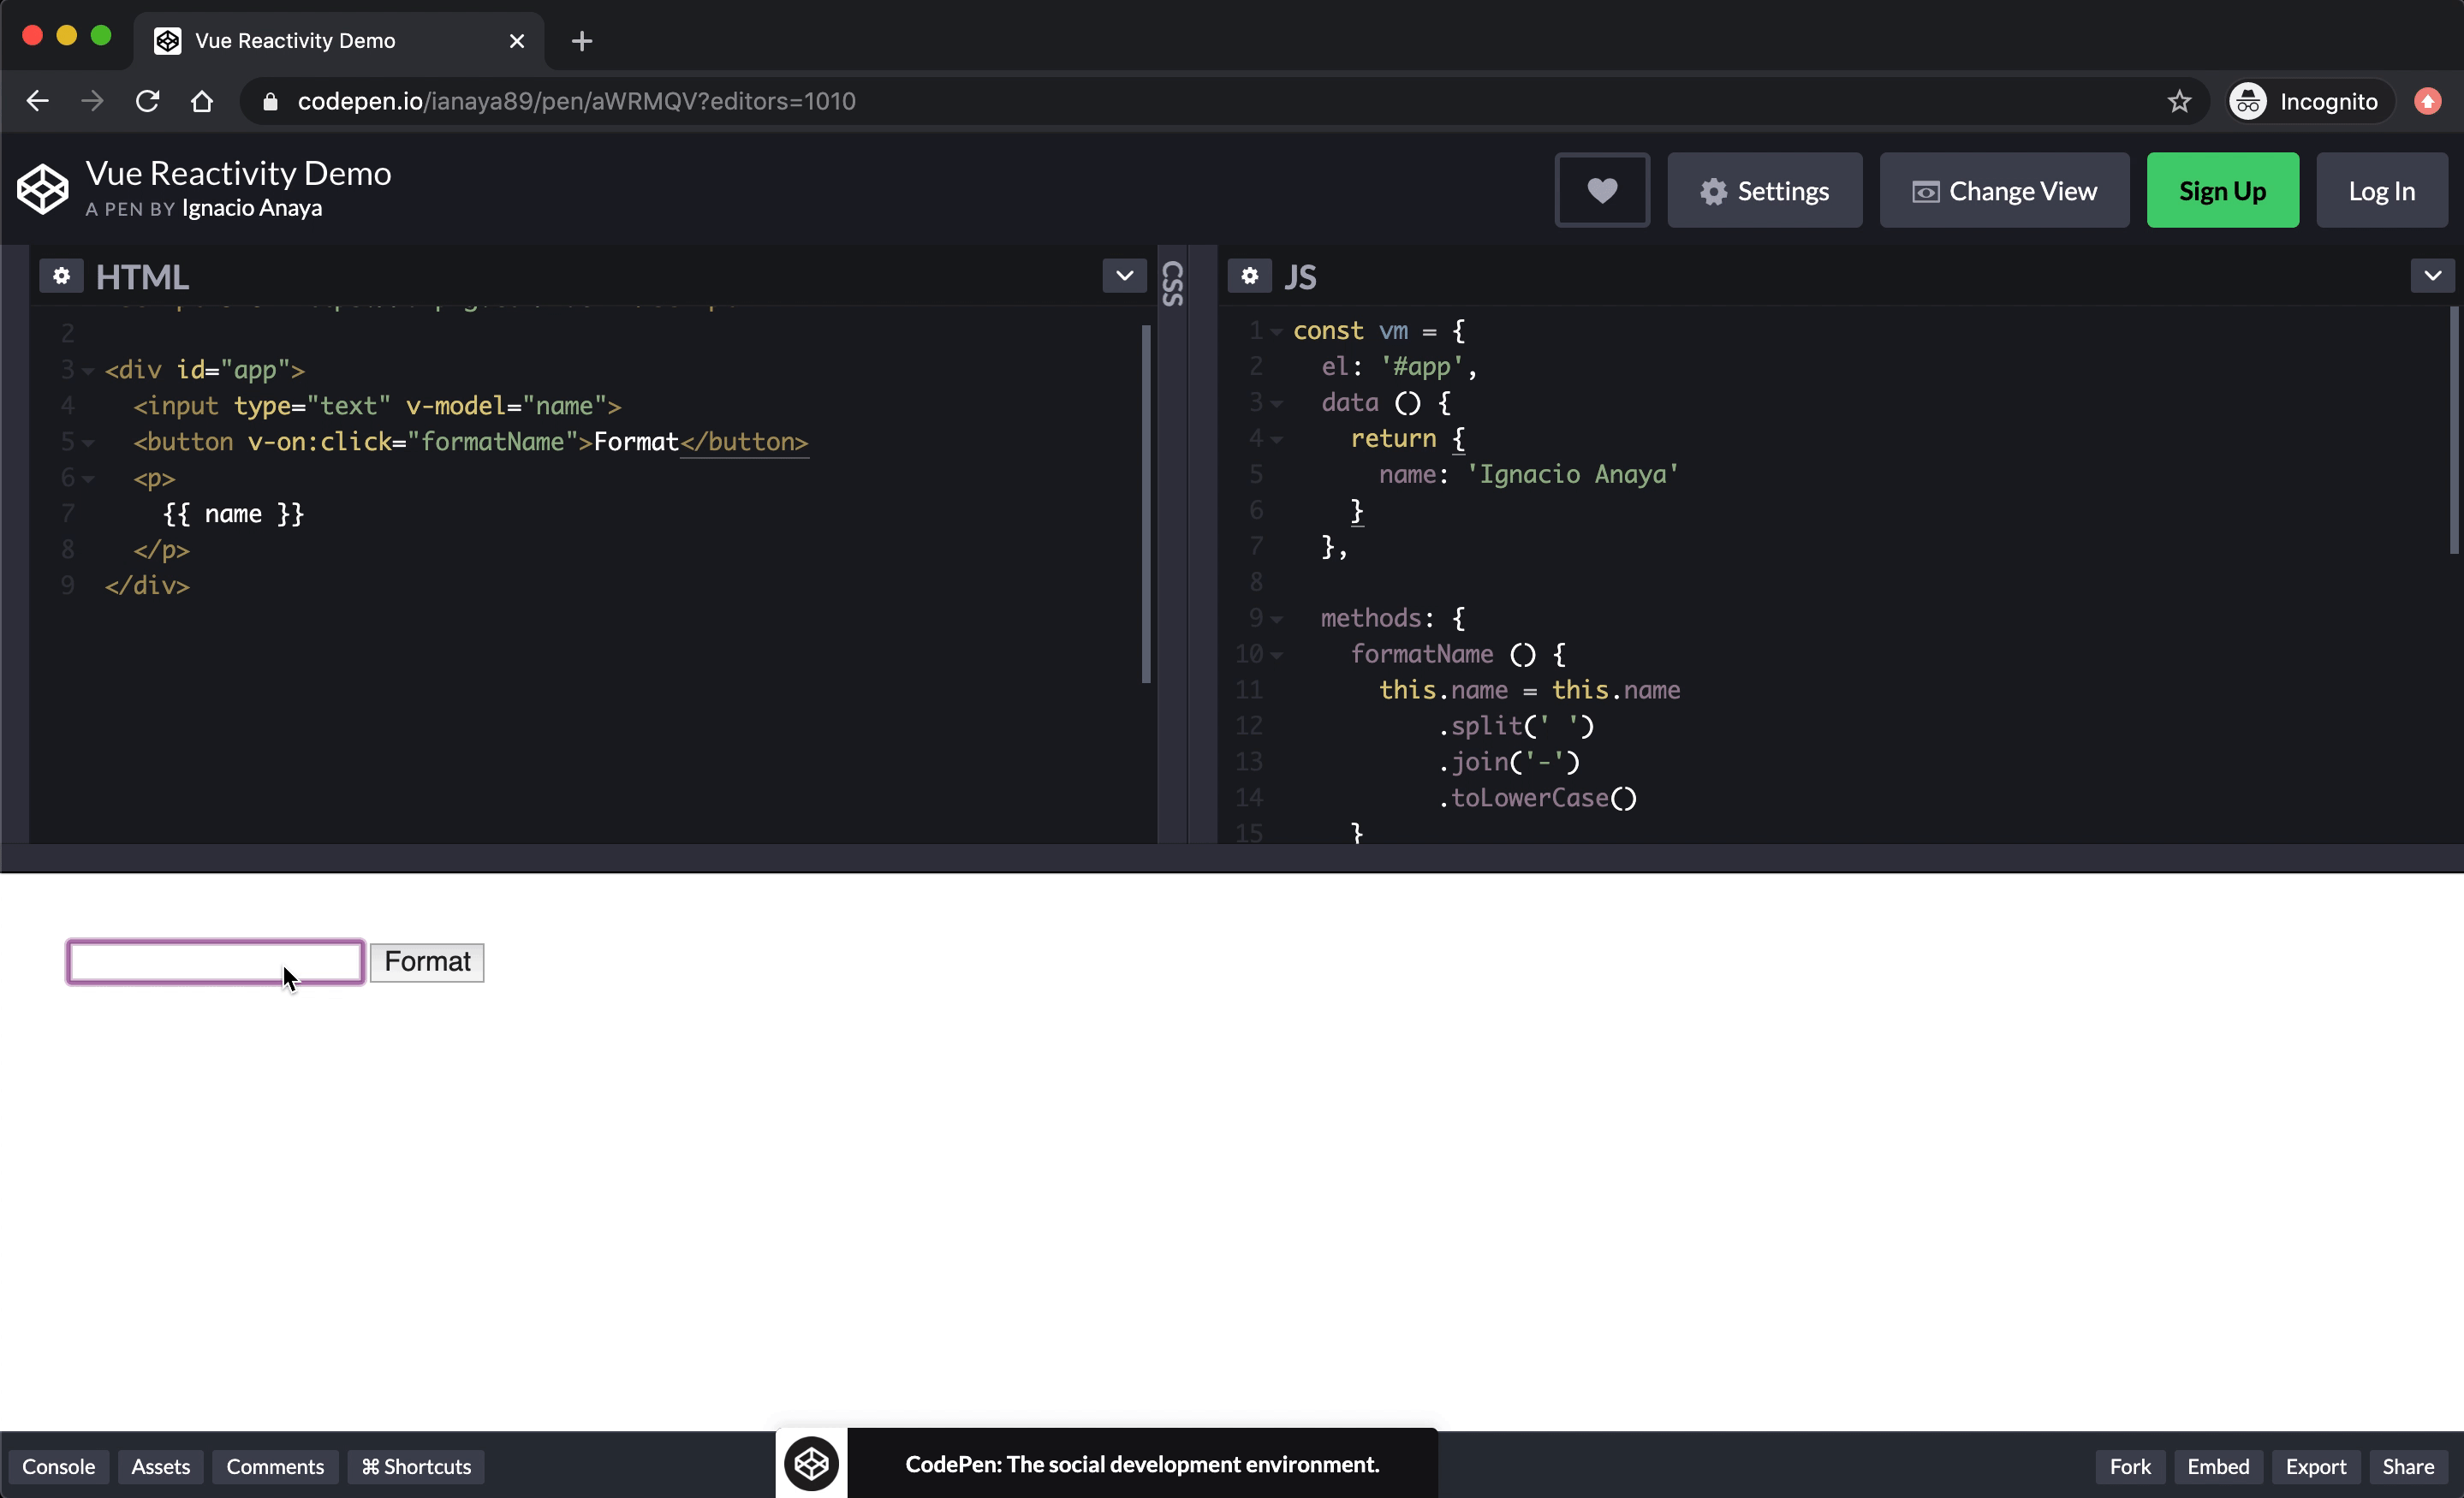 Vue Reactivity Demo
codepen.io/ianaya89/pen/aWRMQV?editors=1010
Incognito
Vue Reactivity Demo
A PEN BY Ignacio Anaya
Settings
Change View
Sign Up
Log In
HTML
2
3 <div id="app">
4 <input type="text" v-model="name">
5 <button v-on:click="formatName">Format</button>
6 <p>
7 {{ name }}
8 </p>
9 </div>
CSS
JS
1 const vm = {
2 el: '#app',
3 data () {
4 return {
5 name: 'Ignacio Anaya'
6 }
7 },
8
9 methods: {
10 formatName () {
11 this.name = this.name
12 .split(' ')
13 .join('-')
14 .toLowerCase()
15 }
Format
Console
Assets
Comments
⌘ Shortcuts
CodePen: The social development environment.
Fork
Embed
Export
Share